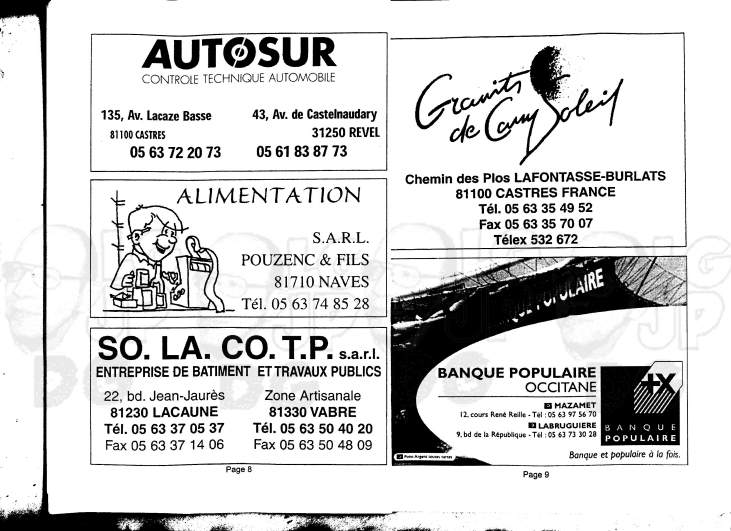 AUTOSUR
CONTROLE TECHNIQUE AUTOMOBILE
135, Av. Lacaze Basse
81100 CASTRES
05 63 72 20 73
43, Av. de Castelnaudary
31250 REVEL
05 61 83 87 73
ALIMENTATION
S.A.R.L.
POUZENC & FILS
81710 NAVES
Tél. 05 63 74 85 28
SO. LA. CO. T.P. s.a.r.l.
ENTREPRISE DE BATIMENT ET TRAVAUX PUBLICS
22, bd. Jean-Jaurès
81230 LACAUNE
Tél. 05 63 37 05 37
Fax 05 63 37 14 06
Zone Artisanale
81330 VABRE
Tél. 05 63 50 40 20
Fax 05 63 50 48 09
Page 8
Granits
de Camp Soleil
Chemin des Plos LAFONTASSE-BURLATS
81100 CASTRES FRANCE
Tél. 05 63 35 49 52
Fax 05 63 35 70 07
Télex 532 672
QUE POPULAIRE
BANQUE POPULAIRE
OCCITANE
MAZAMET
12, cours René Reille - Tél : 05 63 97 56 70
LABRUGUIERE
9, bd de la République - Tél : 05 63 73 30 28
BANQUE
POPULAIRE
Point Argent toutes cartes
Banque et populaire à la fois.
Page 9